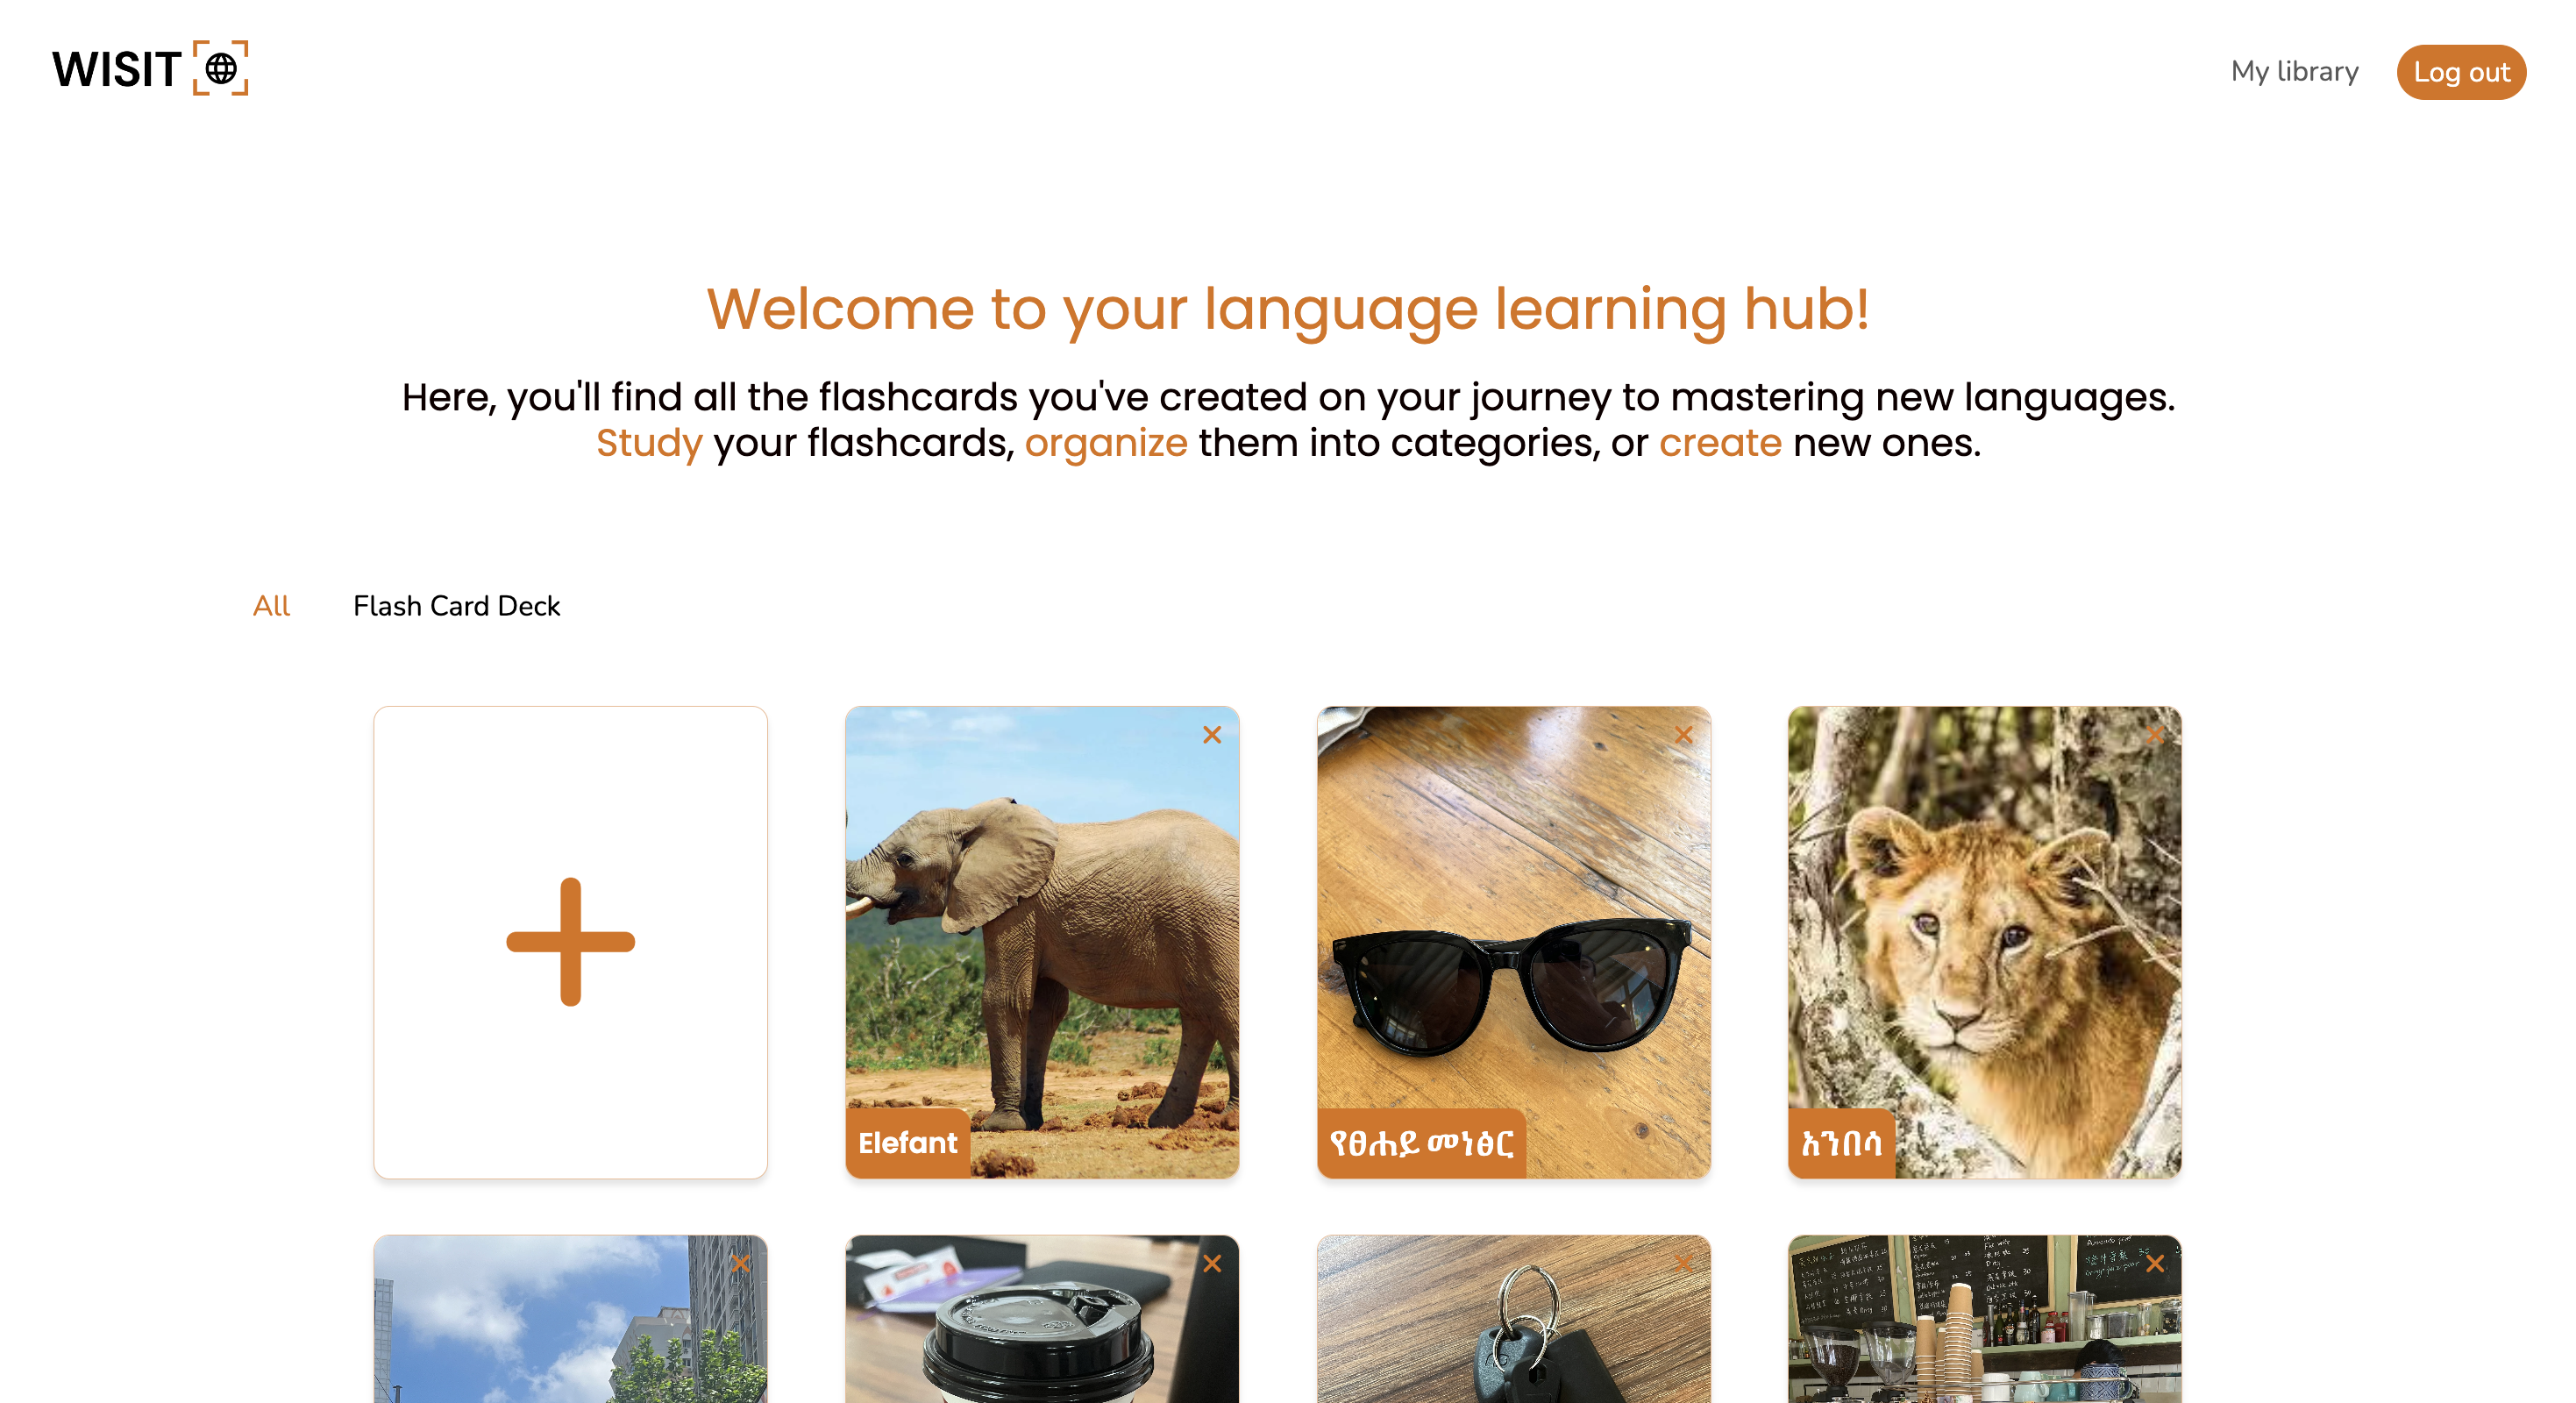 WISIT
My library
Log out
Welcome to your language learning hub!
Here, you'll find all the flashcards you've created on your journey to mastering new languages.
Study your flashcards, organize them into categories, or create new ones.
All
Flash Card Deck
Elefant
የፀሐይ መነፅር
አንበሳ